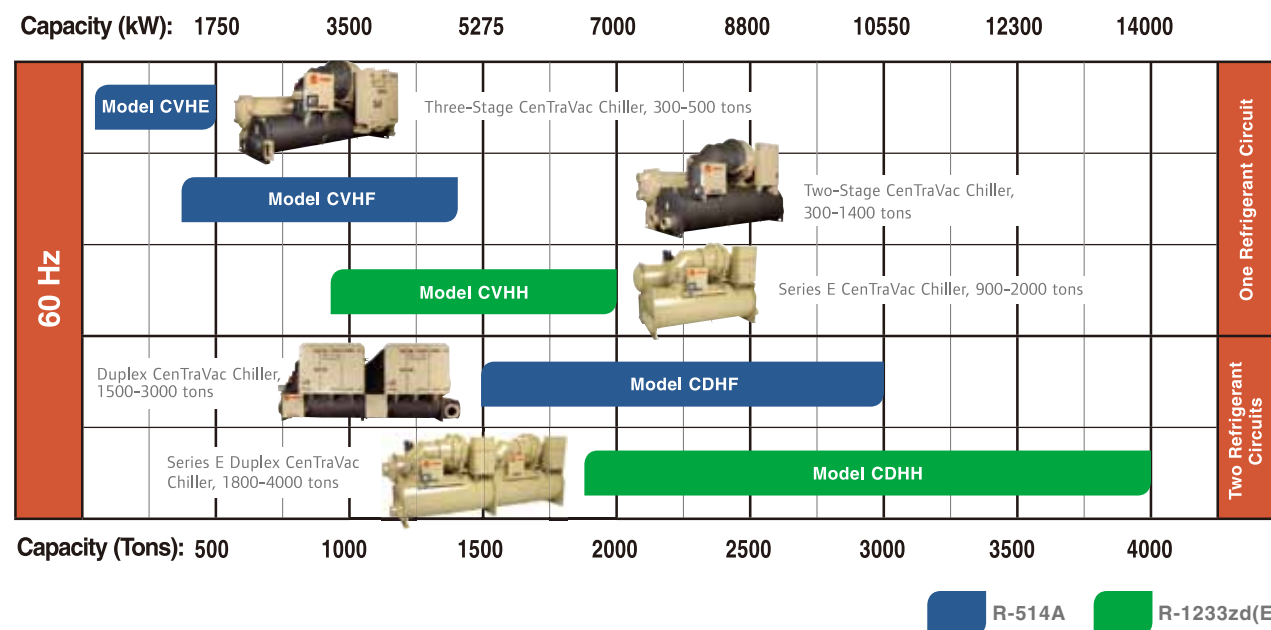 Capacity (kW): 1750 3500 5275 7000 8800 10550 12300 14000
60 Hz
Model CVHE
Three-Stage CenTraVac Chiller, 300-500 tons
Model CVHF
Two-Stage CenTraVac Chiller,
300-1400 tons
Model CVHH
Series E CenTraVac Chiller, 900-2000 tons
One Refrigerant Circuit
Duplex CenTraVac Chiller,
1500-3000 tons
Model CDHF
Series E Duplex CenTraVac
Chiller, 1800-4000 tons
Model CDHH
Two Refrigerant
Circuits
Capacity (Tons): 500 1000 1500 2000 2500 3000 3500 4000
R-514A R-1233zd(E